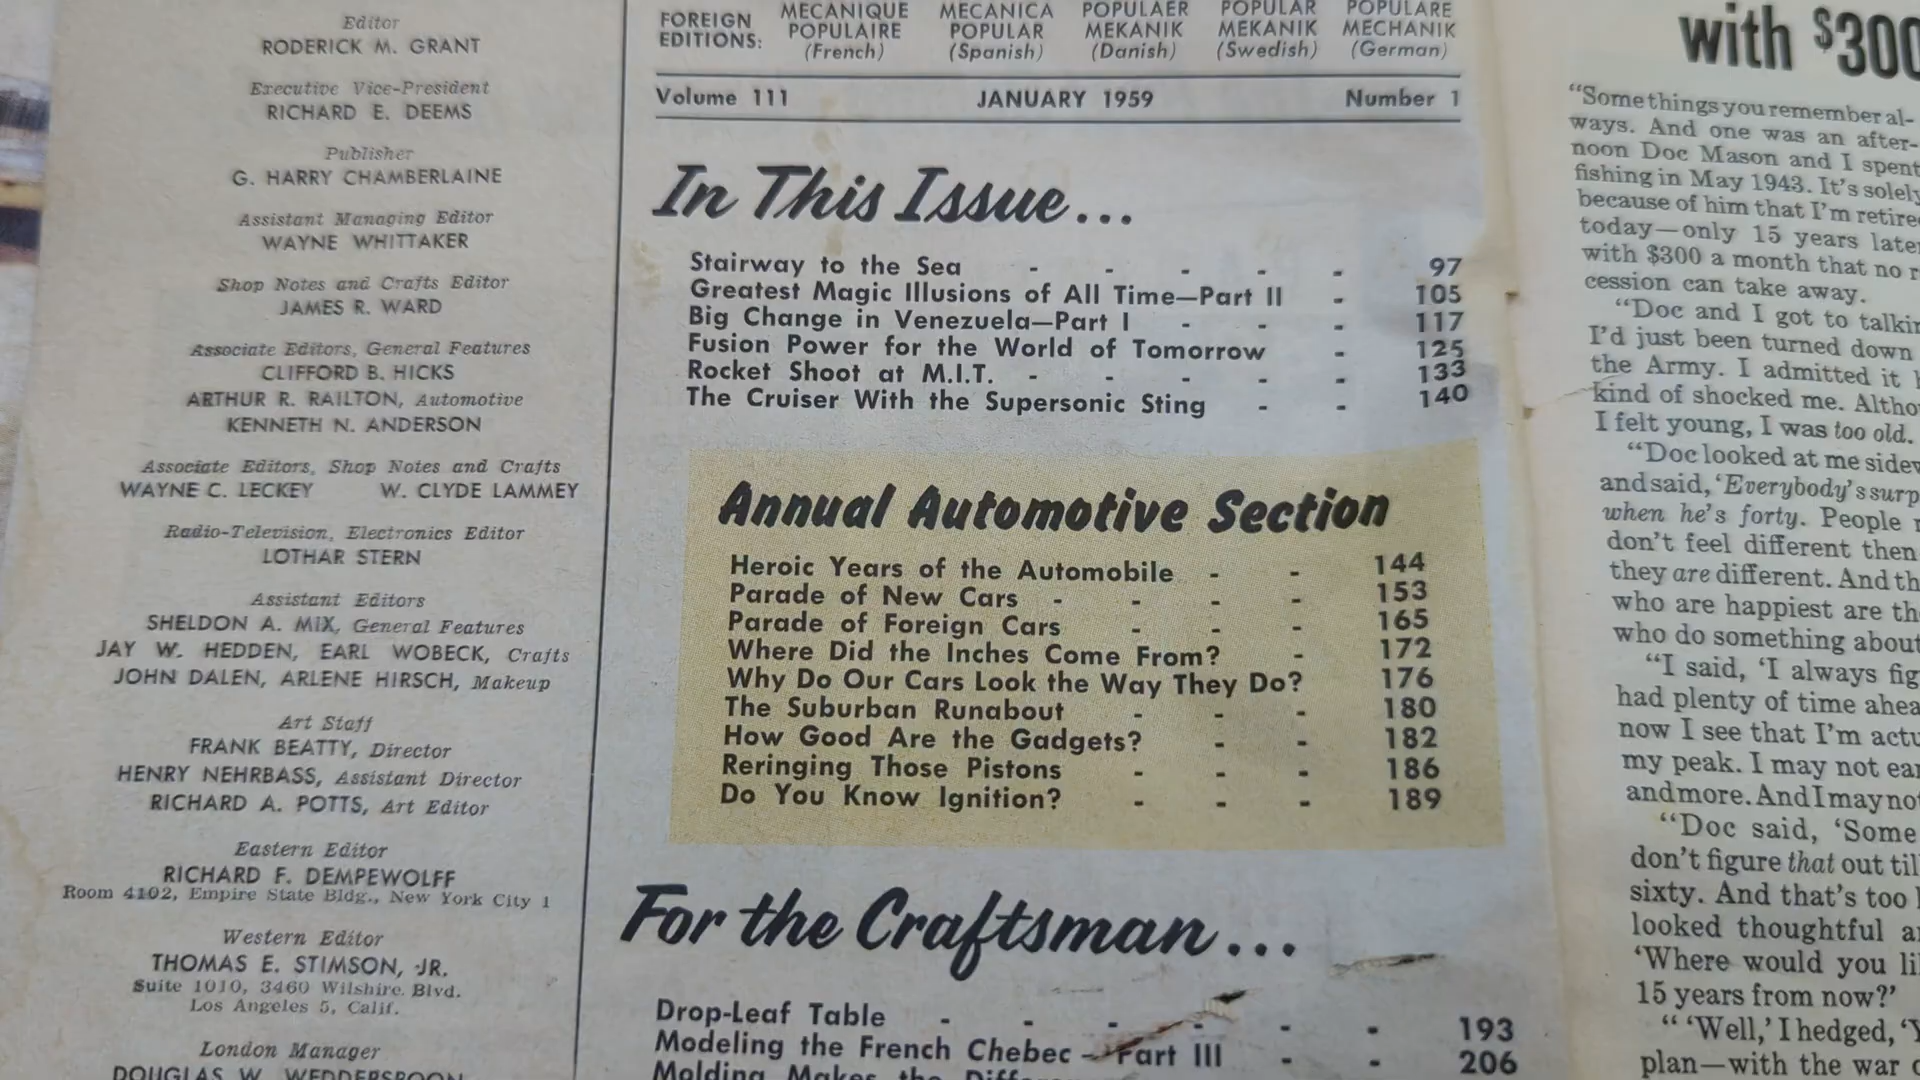 Editor
RODERICK M. GRANT
Executive Vice-President
RICHARD E. DEEMS
Publisher
G. HARRY CHAMBERLAINE
Assistant Managing Editor
WAYNE WHITTAKER
Shop Notes and Crafts Editor
JAMES R. WARD
Associate Editors, General Features
CLIFFORD B. HICKS
ARTHUR R. RAILTON, Automotive
KENNETH N. ANDERSON
Associate Editors, Shop Notes and Crafts
WAYNE C. LECKEY W. CLYDE LAMMEY
Radio-Television, Electronics Editor
LOTHAR STERN
Assistant Editors
SHELDON A. MIX, General Features
JAY W. HEDDEN, EARL WOBECK, Crafts
JOHN DALEN, ARLENE HIRSCH, Makeup
Art Staff
FRANK BEATTY, Director
HENRY NEHRBASS, Assistant Director
RICHARD A. POTTS, Art Editor
Eastern Editor
RICHARD F. DEMPEWOLFF
Room 4102, Empire State Bldg., New York City 1
Western Editor
THOMAS E. STIMSON, JR.
Suite 1010, 3460 Wilshire Blvd.
Los Angeles 5, Calif.
London Manager
DOUGLAS W. WEDDERSPOON
FOREIGN EDITIONS:
MECANIQUE POPULAIRE (French)
MECANICA POPULAR (Spanish)
POPULAER MEKANIK (Danish)
POPULAR MEKANIK (Swedish)
POPULARE MECHANIK (German)
Volume 111 JANUARY 1959 Number 1
In This Issue...
Stairway to the Sea - - - - - 97
Greatest Magic Illusions of All Time—Part II - 105
Big Change in Venezuela—Part I - - - 117
Fusion Power for the World of Tomorrow - 125
Rocket Shoot at M.I.T. - - - - - 133
The Cruiser With the Supersonic Sting - - 140
Annual Automotive Section
Heroic Years of the Automobile - - 144
Parade of New Cars - - - - 153
Parade of Foreign Cars - - - 165
Where Did the Inches Come From? - 172
Why Do Our Cars Look the Way They Do? 176
The Suburban Runabout - - - 180
How Good Are the Gadgets? - - 182
Reringing Those Pistons - - - 186
Do You Know Ignition? - - - 189
For the Craftsman...
Drop-Leaf Table - - - - - - 193
Modeling the French Chebec—Part III - - 206
Molding Makes the
with $300
"Some things you remember al-
ways. And one was an after-
noon Doc Mason and I spent
fishing in May 1943. It's solely
because of him that I'm retired
today—only 15 years later
with $300 a month that no r
cession can take away.
"Doc and I got to talkin
I'd just been turned down
the Army. I admitted it
kind of shocked me. Altho
I felt young, I was too old.
"Doc looked at me sidew
and said, 'Everybody's surp
when he's forty. People
don't feel different then
they are different. And th
who are happiest are th
who do something about
"I said, 'I always fig
had plenty of time ahea
now I see that I'm actu
my peak. I may not ear
and more. And I may not
"Doc said, 'Some
don't figure that out til
sixty. And that's too
looked thoughtful a
'Where would you li
15 years from now?'
"'Well,' I hedged, 'Y
plan—with the war